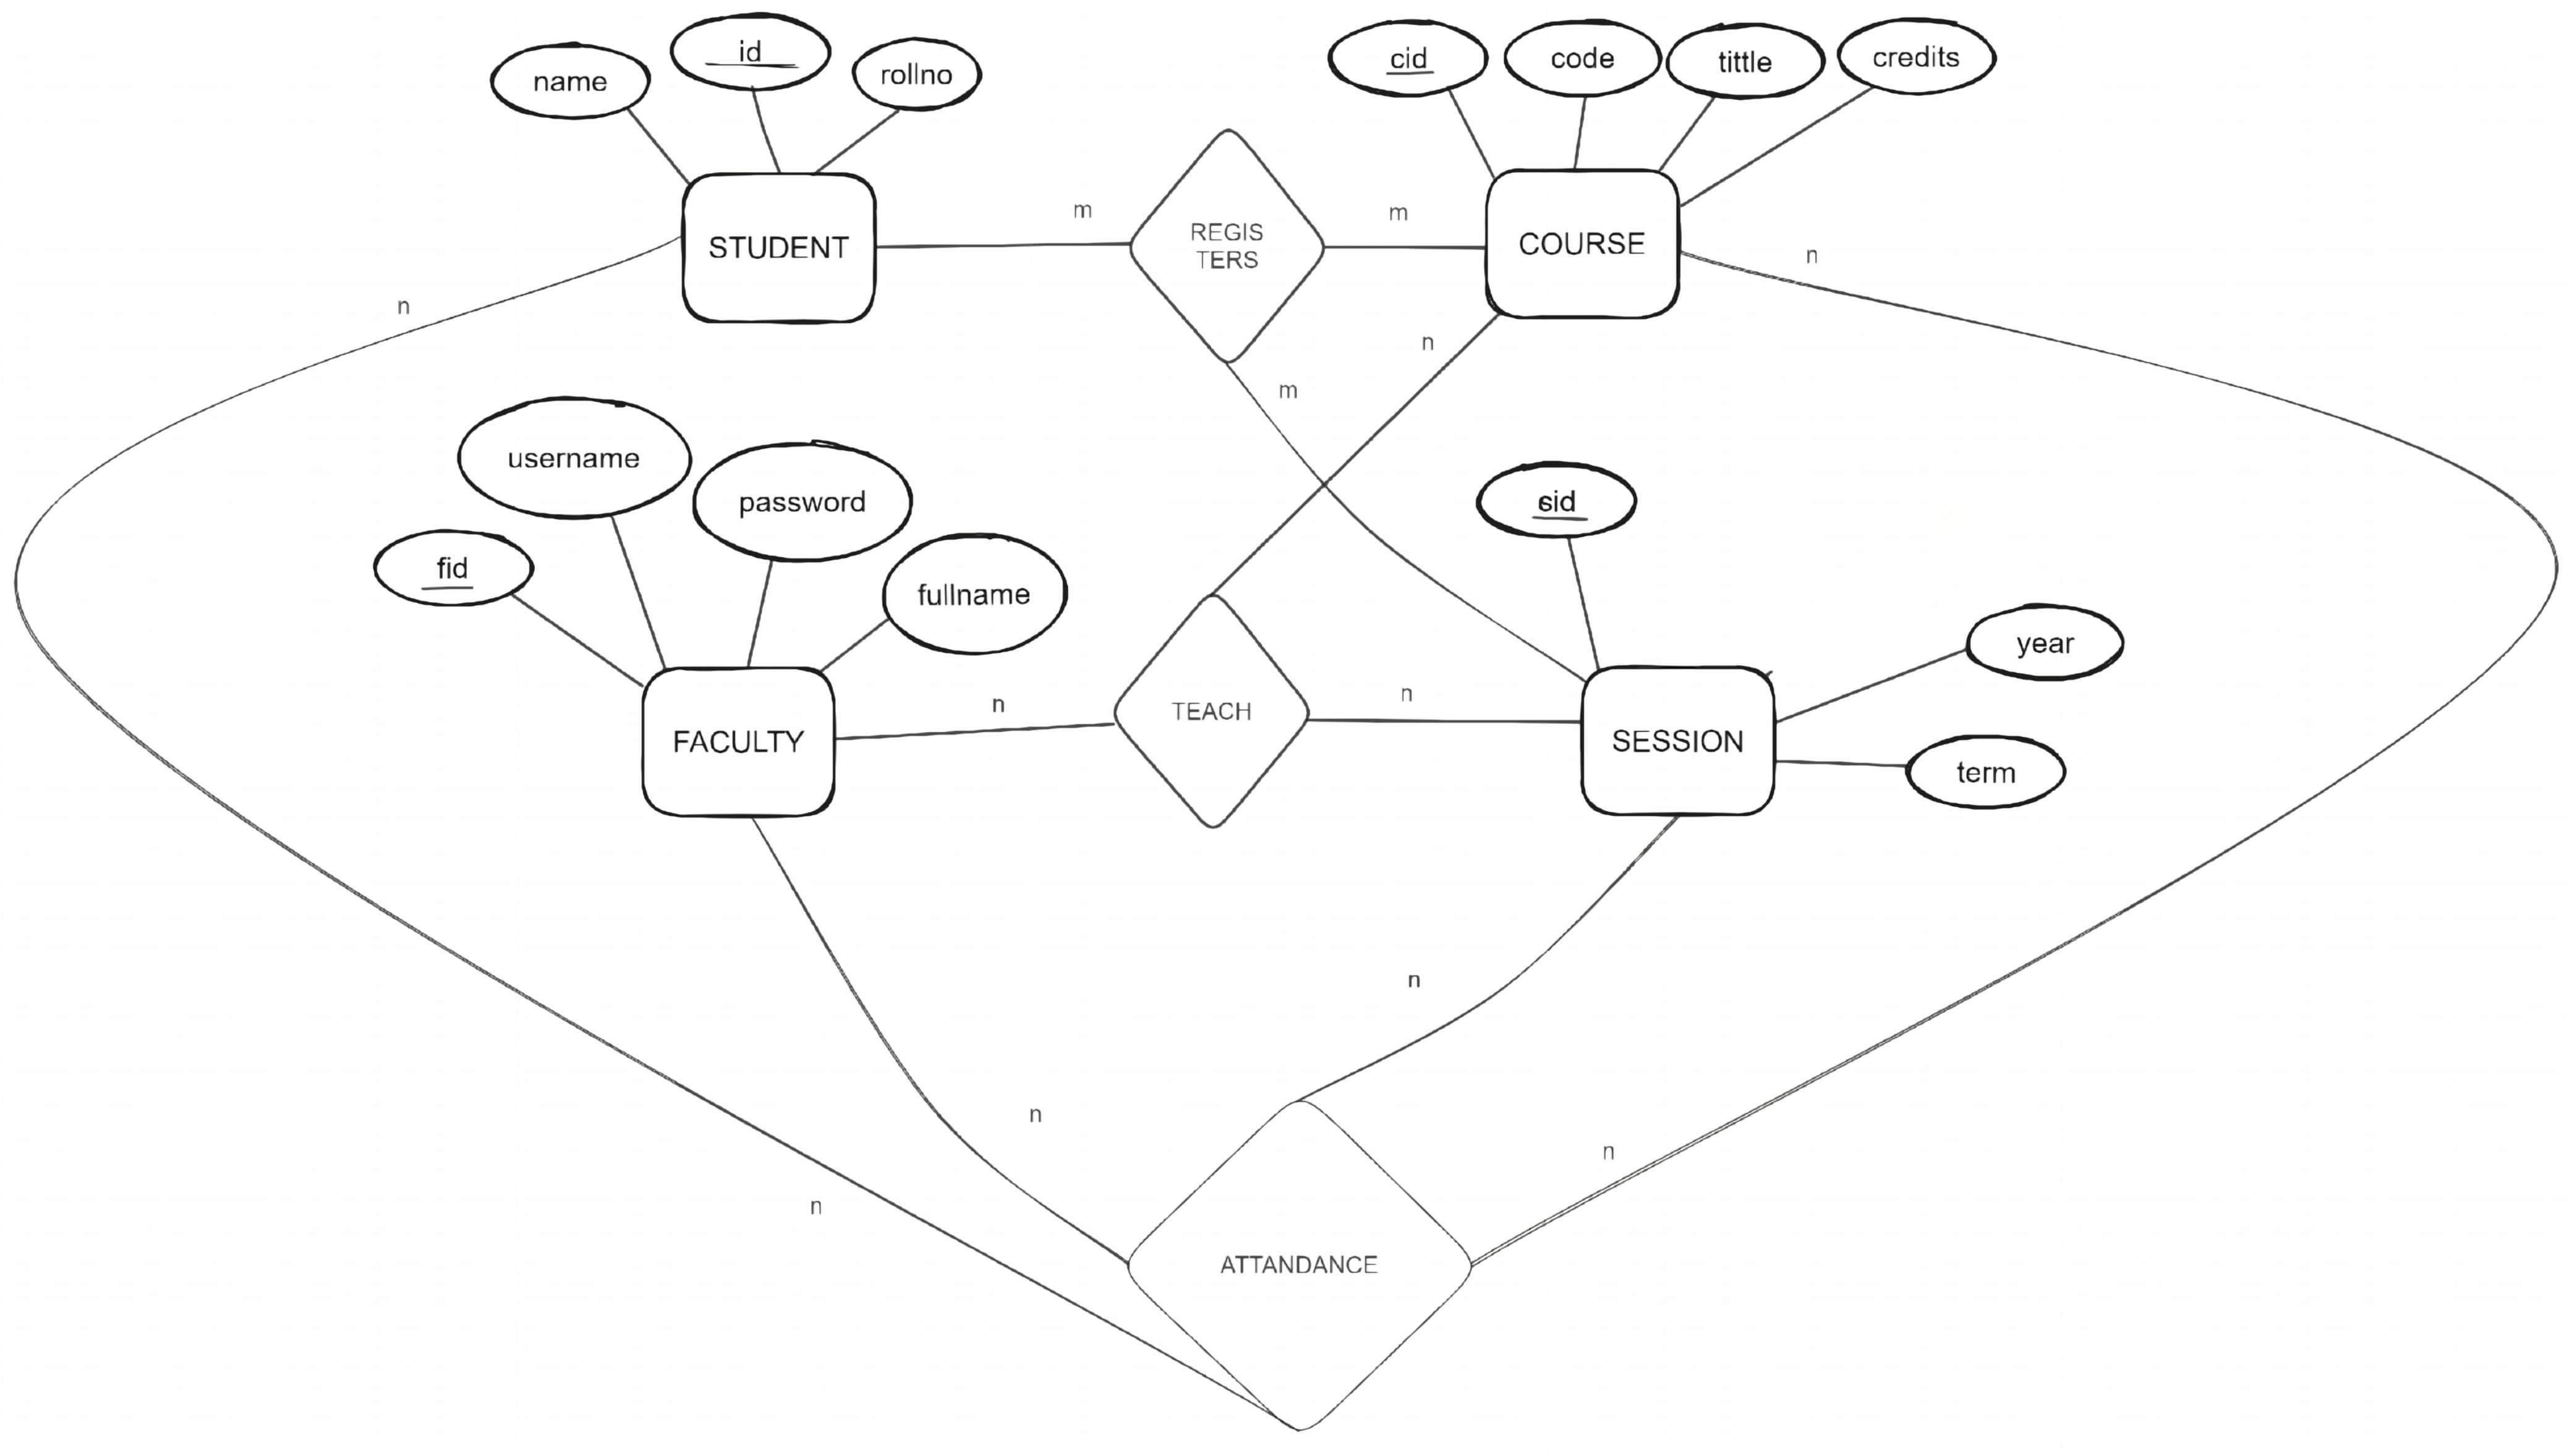 id
name
rollno
cid
code
tittle
credits
m
m
REGIS
TERS
STUDENT
COURSE
n
n
n
m
username
password
sid
fid
fullname
year
n
n
TEACH
FACULTY
SESSION
term
n
n
n
n
ATTANDANCE